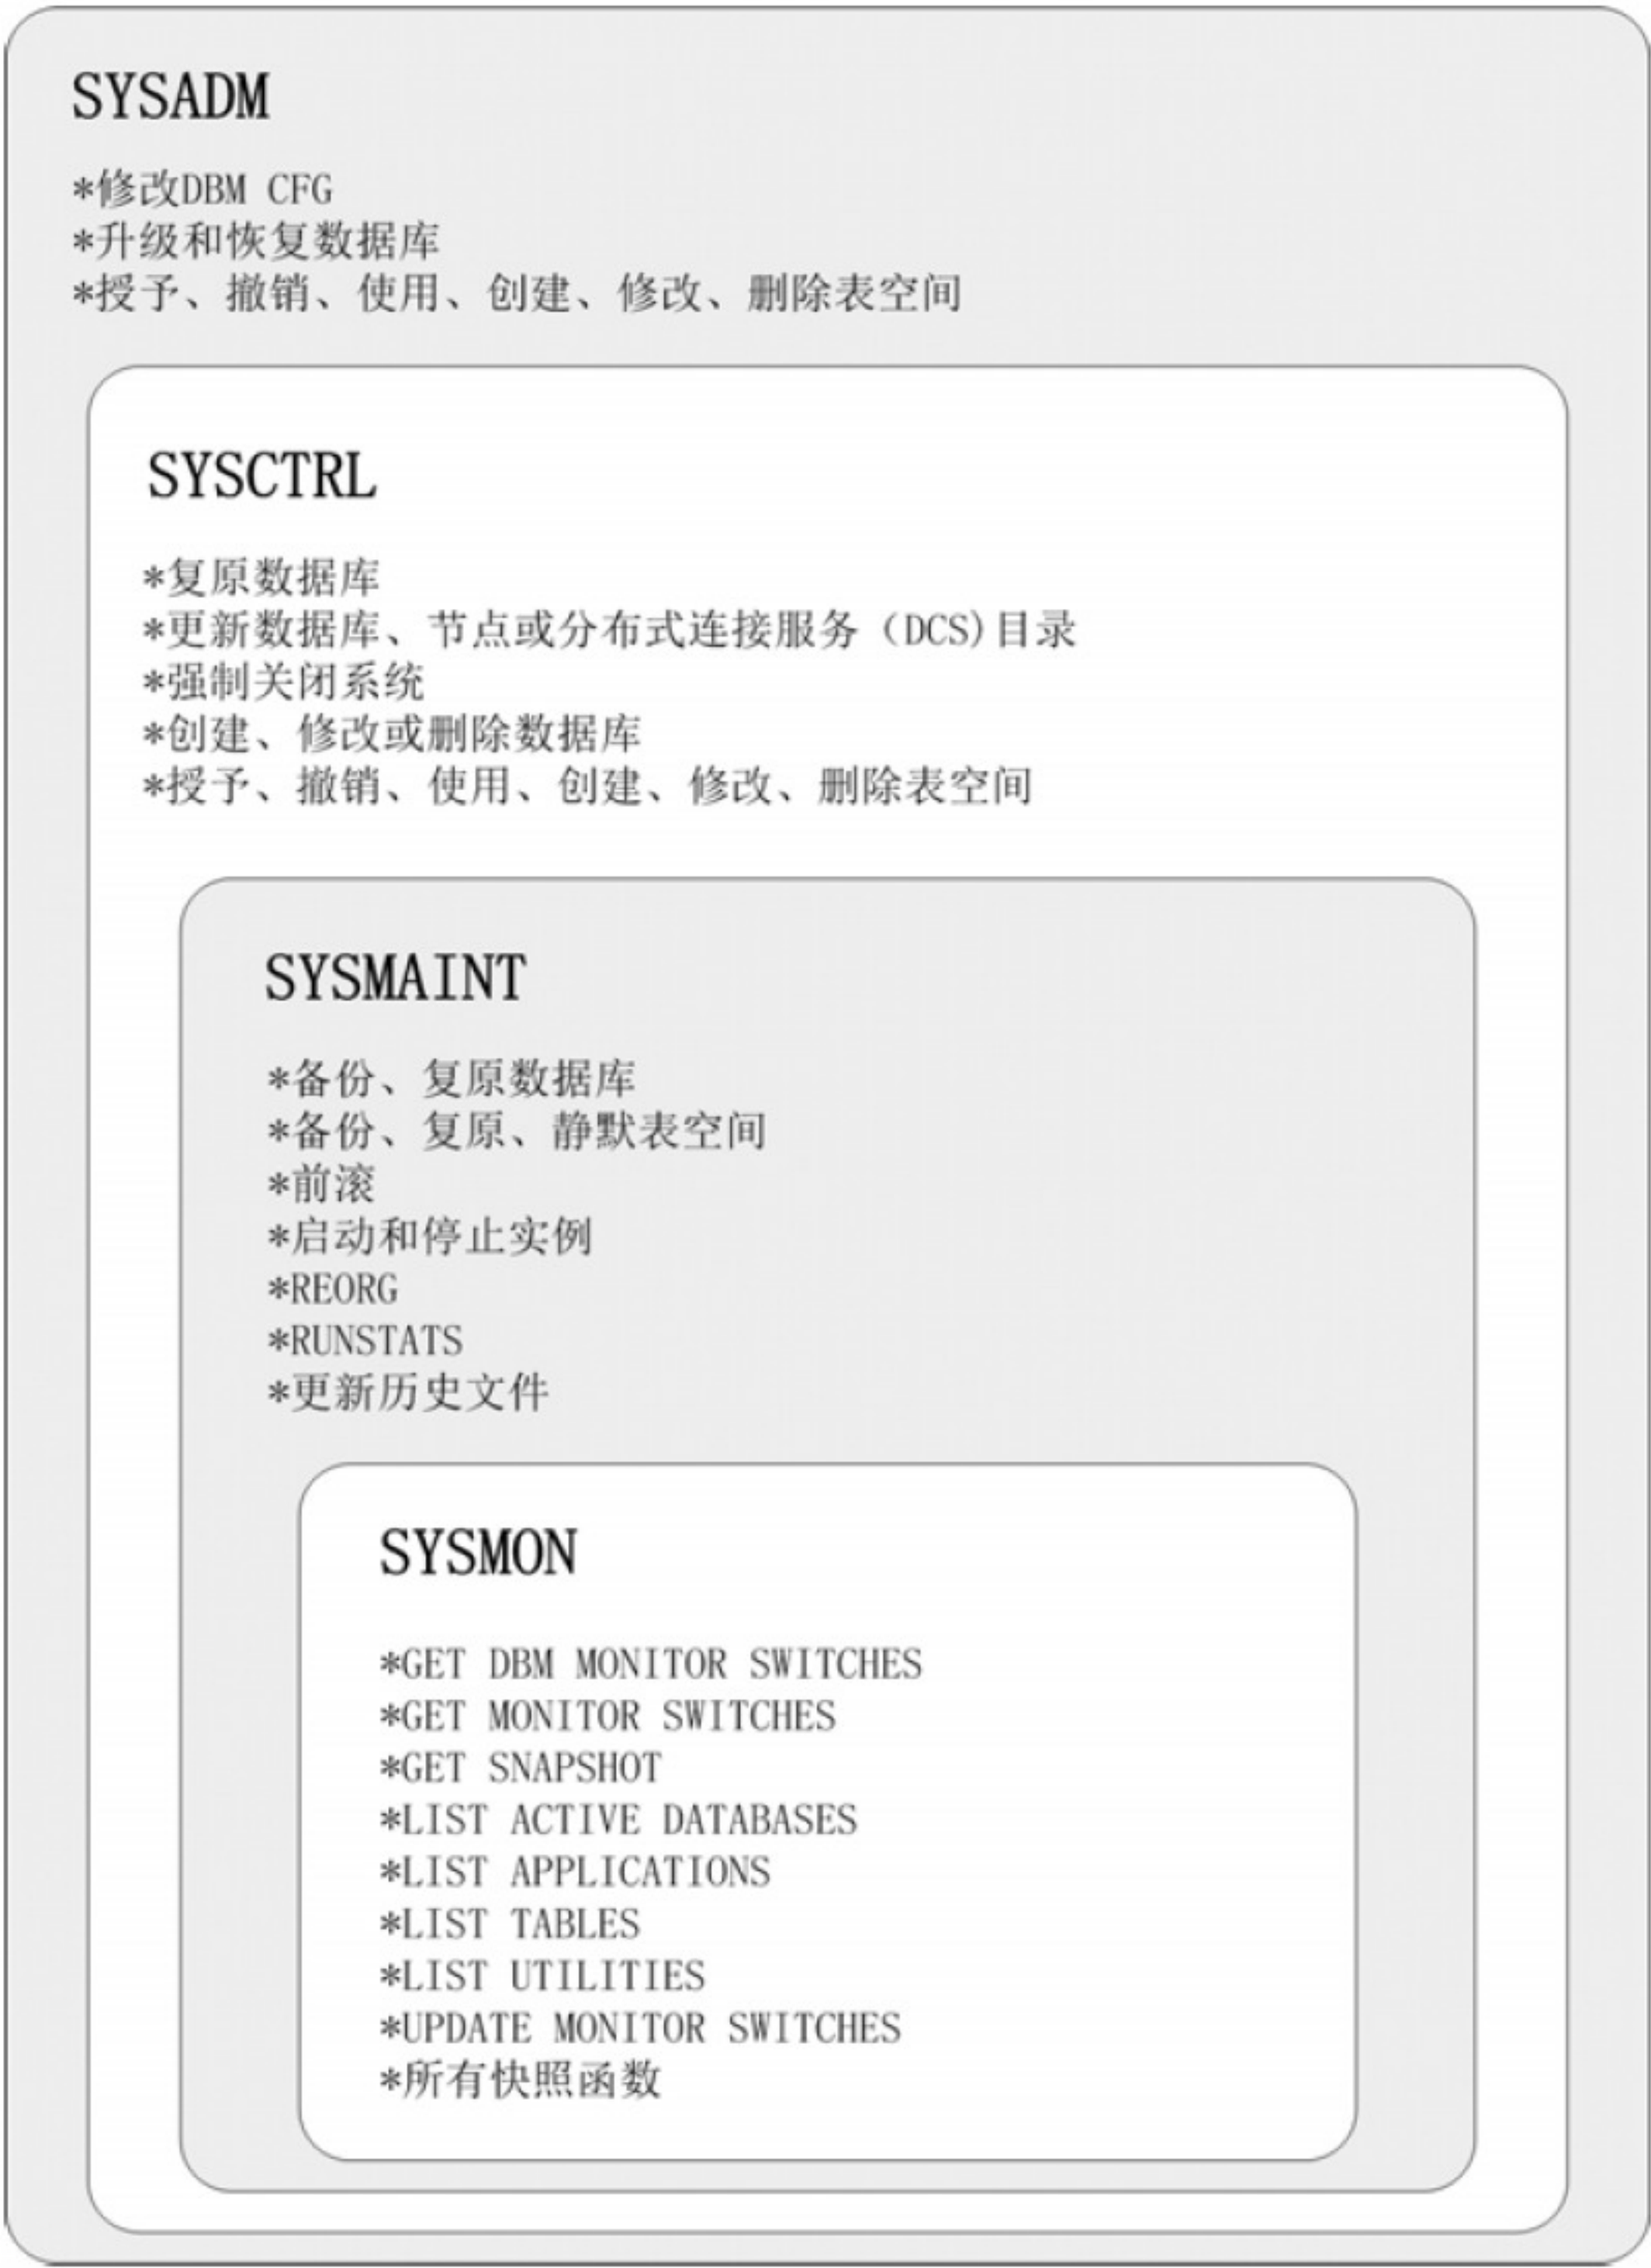 SYSADM
*修改DBM CFG
*升级和恢复数据库
*授予、撤销、使用、创建、修改、删除表空间
SYSCTRL
*复原数据库
*更新数据库、节点或分布式连接服务（DCS)目录
*强制关闭系统
*创建、修改或删除数据库
*授予、撤销、使用、创建、修改、删除表空间
SYSMAINT
*备份、复原数据库
*备份、复原、静默表空间
*前滚
*启动和停止实例
*REORG
*RUNSTATS
*更新历史文件
SYSMON
*GET DBM MONITOR SWITCHES
*GET MONITOR SWITCHES
*GET SNAPSHOT
*LIST ACTIVE DATABASES
*LIST APPLICATIONS
*LIST TABLES
*LIST UTILITIES
*UPDATE MONITOR SWITCHES
*所有快照函数